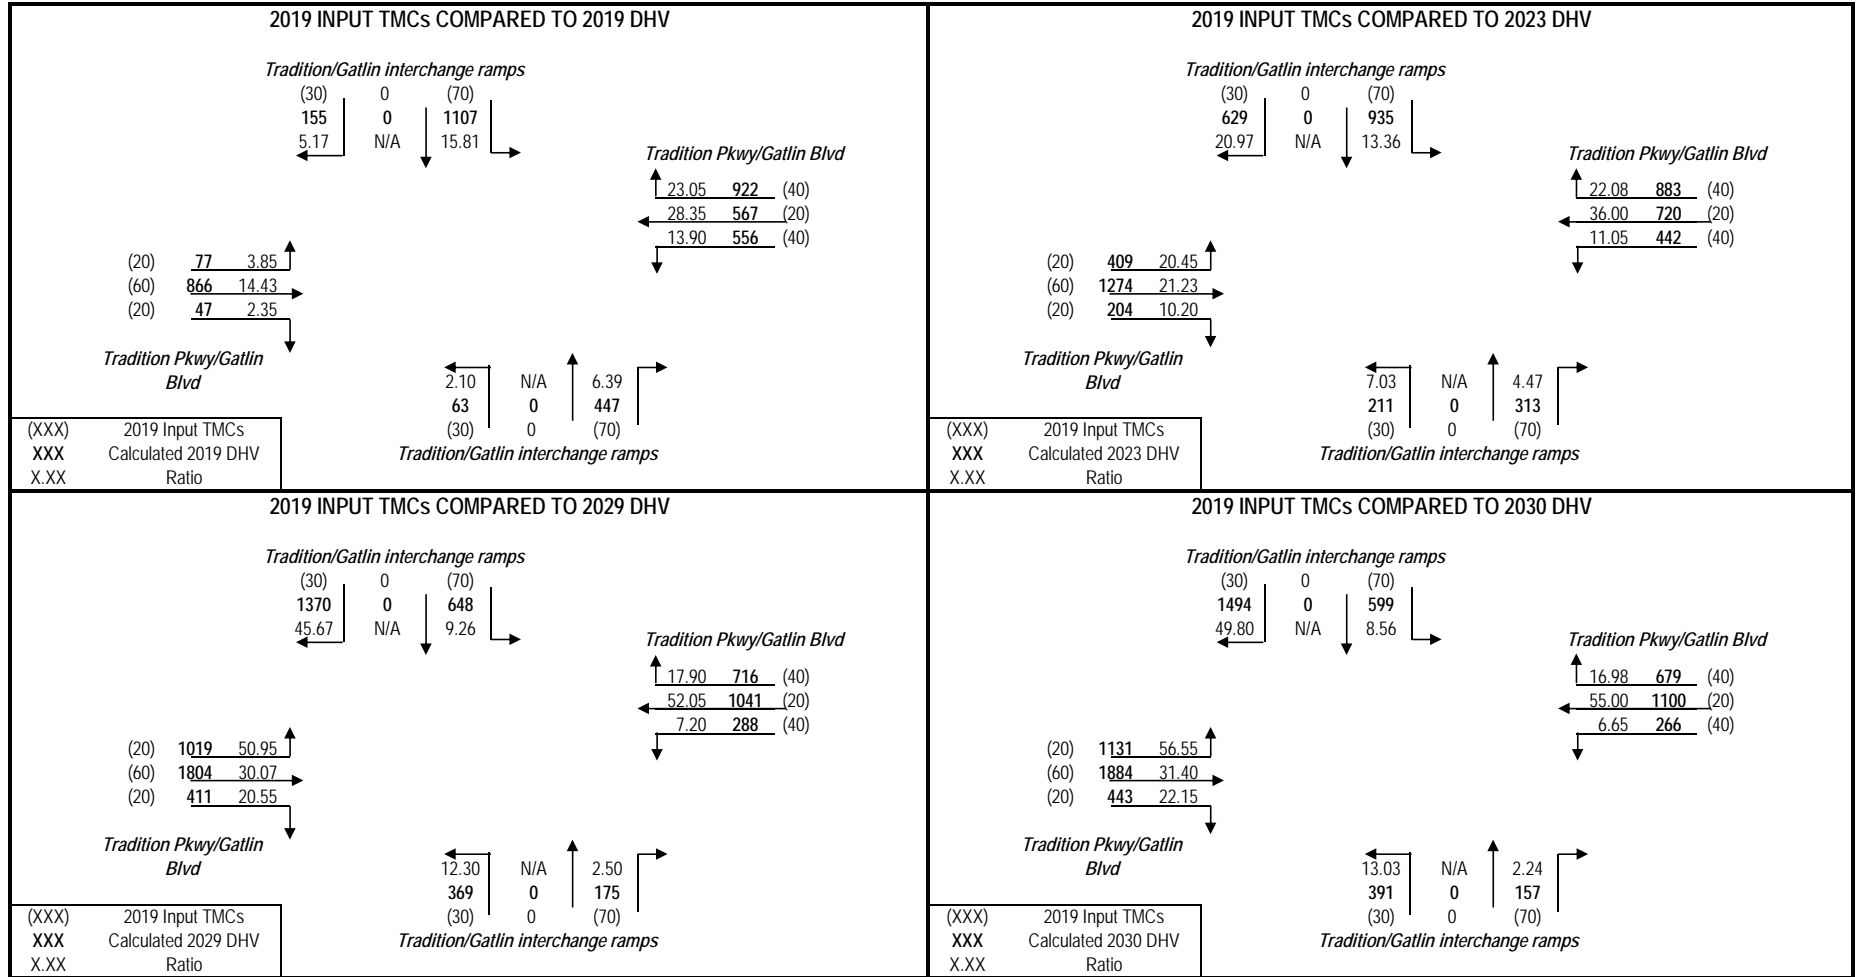 2019 INPUT TMCs COMPARED TO 2019 DHV
Tradition/Gatlin interchange ramps
(30) 0 (70)
155 0 1107
5.17 N/A 15.81
Tradition Pkwy/Gatlin Blvd
23.05 922 (40)
28.35 567 (20)
13.90 556 (40)
(20) 77 3.85
(60) 866 14.43
(20) 47 2.35
Tradition Pkwy/Gatlin
Blvd
2.10 N/A 6.39
63 0 447
(30) 0 (70)
Tradition/Gatlin interchange ramps
(XXX) 2019 Input TMCs
XXX Calculated 2019 DHV
X.XX Ratio
2019 INPUT TMCs COMPARED TO 2023 DHV
Tradition/Gatlin interchange ramps
(30) 0 (70)
629 0 935
20.97 N/A 13.36
Tradition Pkwy/Gatlin Blvd
22.08 883 (40)
36.00 720 (20)
11.05 442 (40)
(20) 409 20.45
(60) 1274 21.23
(20) 204 10.20
Tradition Pkwy/Gatlin
Blvd
7.03 N/A 4.47
211 0 313
(30) 0 (70)
Tradition/Gatlin interchange ramps
(XXX) 2019 Input TMCs
XXX Calculated 2023 DHV
X.XX Ratio
2019 INPUT TMCs COMPARED TO 2029 DHV
Tradition/Gatlin interchange ramps
(30) 0 (70)
1370 0 648
45.67 N/A 9.26
Tradition Pkwy/Gatlin Blvd
17.90 716 (40)
52.05 1041 (20)
7.20 288 (40)
(20) 1019 50.95
(60) 1804 30.07
(20) 411 20.55
Tradition Pkwy/Gatlin
Blvd
12.30 N/A 2.50
369 0 175
(30) 0 (70)
Tradition/Gatlin interchange ramps
(XXX) 2019 Input TMCs
XXX Calculated 2029 DHV
X.XX Ratio
2019 INPUT TMCs COMPARED TO 2030 DHV
Tradition/Gatlin interchange ramps
(30) 0 (70)
1494 0 599
49.80 N/A 8.56
Tradition Pkwy/Gatlin Blvd
16.98 679 (40)
55.00 1100 (20)
6.65 266 (40)
(20) 1131 56.55
(60) 1884 31.40
(20) 443 22.15
Tradition Pkwy/Gatlin
Blvd
13.03 N/A 2.24
391 0 157
(30) 0 (70)
Tradition/Gatlin interchange ramps
(XXX) 2019 Input TMCs
XXX Calculated 2030 DHV
X.XX Ratio